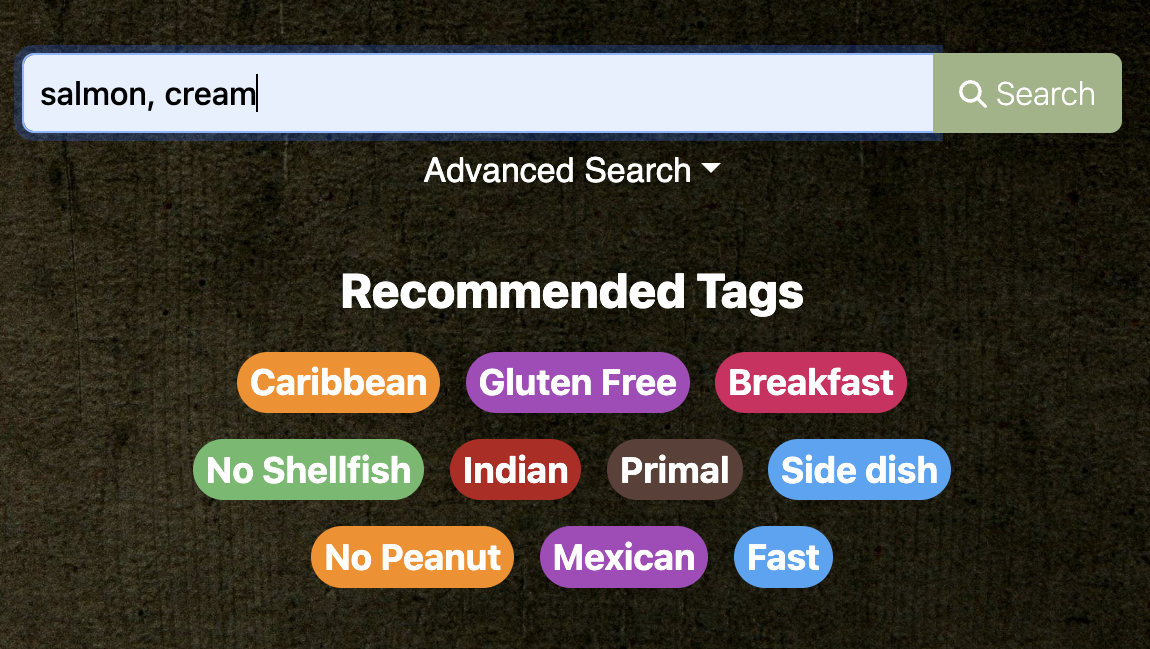 salmon, cream
Search
Advanced Search
Recommended Tags
Caribbean Gluten Free Breakfast
No Shellfish Indian Primal Side dish
No Peanut Mexican Fast